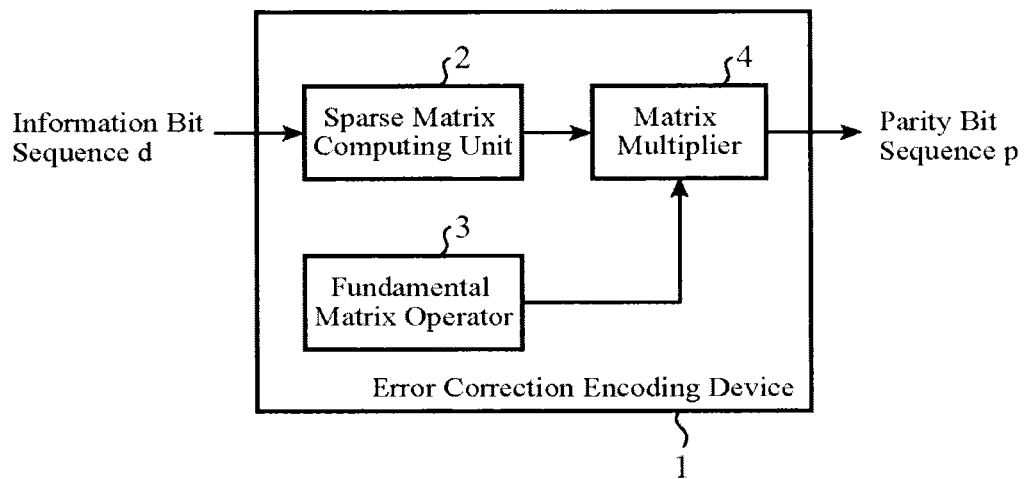 2
4
Information Bit
Sequence d
Sparse Matrix
Computing Unit
Matrix
Multiplier
Parity Bit
Sequence p
3
Fundamental
Matrix Operator
Error Correction Encoding Device
1